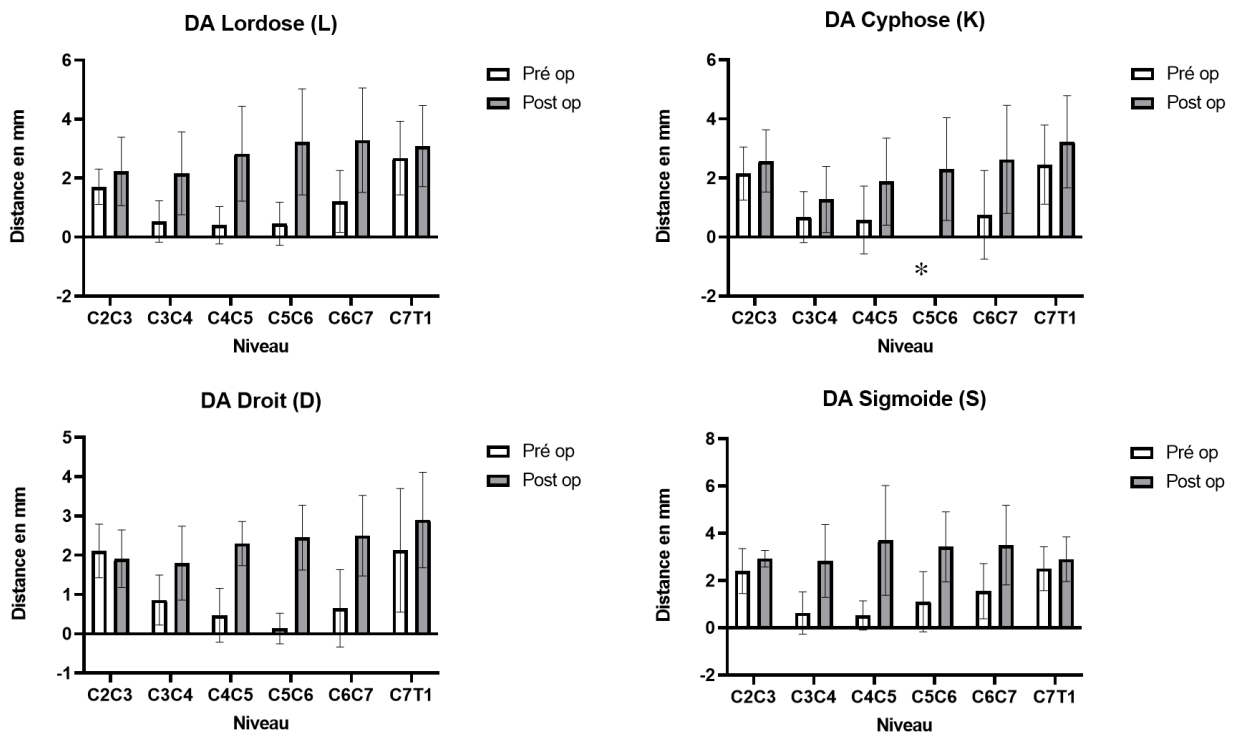 DA Lordose (L)
6
4
2
0
-2
Distance en mm
C2C3 C3C4 C4C5 C5C6 C6C7 C7T1
Niveau
Pré op
Post op
DA Cyphose (K)
6
4
2
0
-2
Distance en mm
*
C2C3 C3C4 C4C5 C5C6 C6C7 C7T1
Niveau
Pré op
Post op
DA Droit (D)
5
4
3
2
1
0
-1
Distance en mm
C2C3 C3C4 C4C5 C5C6 C6C7 C7T1
Niveau
Pré op
Post op
DA Sigmoide (S)
8
6
4
2
0
-2
Distance en mm
C2C3 C3C4 C4C5 C5C6 C6C7 C7T1
Niveau
Pré op
Post op